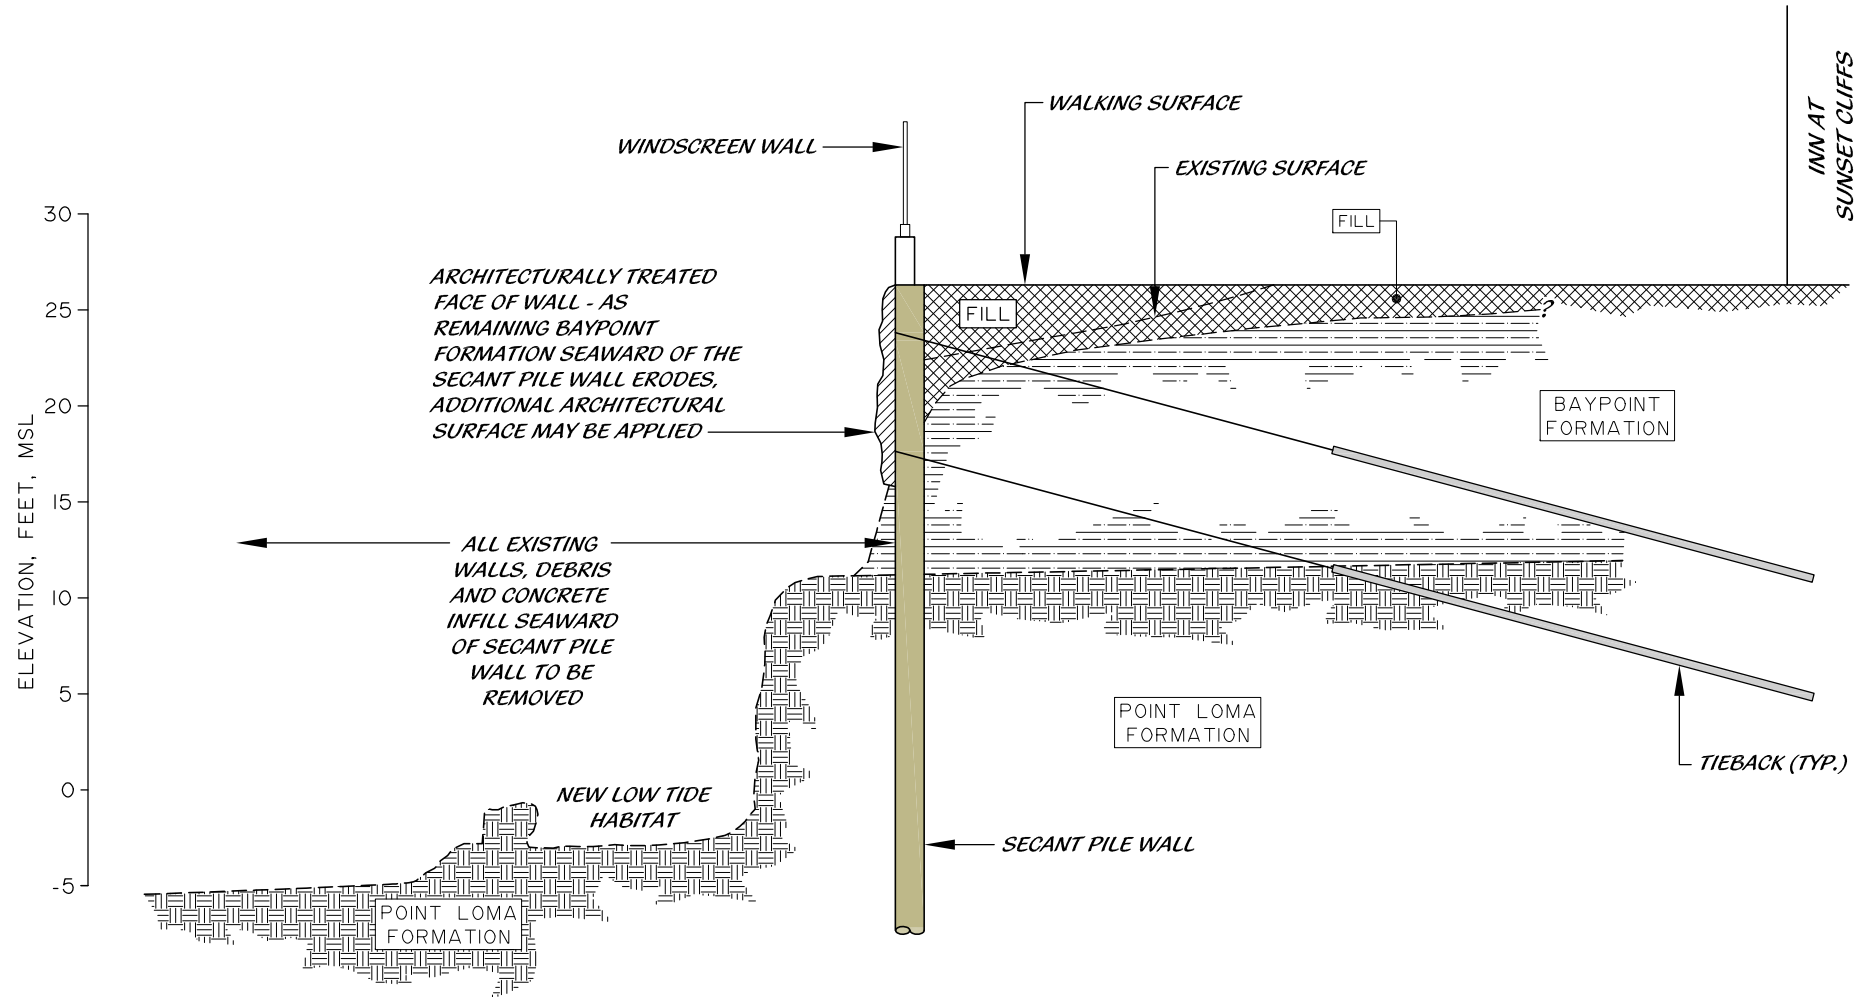 INN AT
SUNSET CLIFFS
WALKING SURFACE
WINDSCREEN WALL
EXISTING SURFACE
FILL
30
25
20
15
10
5
0
-5
ELEVATION, FEET, MSL
ARCHITECTURALLY TREATED
FACE OF WALL - AS
REMAINING BAYPOINT
FORMATION SEAWARD OF THE
SECANT PILE WALL ERODES,
ADDITIONAL ARCHITECTURAL
SURFACE MAY BE APPLIED
FILL
?
BAYPOINT
FORMATION
ALL EXISTING
WALLS, DEBRIS
AND CONCRETE
INFILL SEAWARD
OF SECANT PILE
WALL TO BE
REMOVED
POINT LOMA
FORMATION
TIEBACK (TYP.)
NEW LOW TIDE
HABITAT
SECANT PILE WALL
POINT LOMA
FORMATION